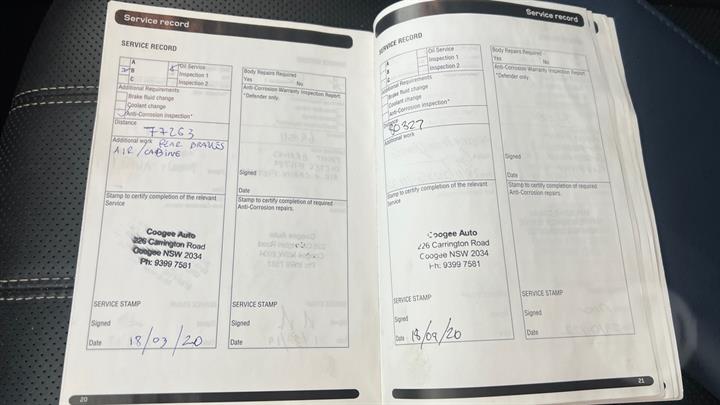 Service record
SERVICE RECORD
A
B
C
Oil Service
Inspection 1
Inspection 2
Additional Requirements
Brake fluid change
Coolant change
Anti-Corrosion inspection*
Distance
77263
Additional work REAR BRAKES
AIR/CABINE
Stamp to certify completion of the relevant
Service
Coogee Auto
226 Carrington Road
Coogee NSW 2034
Ph: 9399 7581
SERVICE STAMP
Signed
Date 18/03/20
Body Repairs Required
Yes No
Anti-Corrosion Warranty Inspection Report.
*Defender only.
Signed
Date
Stamp to certify completion of required
Anti-Corrosion repairs.
SERVICE STAMP
Signed
Date
20
Service record
SERVICE RECORD
A
B
C
Oil Service
Inspection 1
Inspection 2
Additional Requirements
Brake fluid change
Coolant change
Anti-Corrosion inspection*
Distance
80327
Additional work
Stamp to certify completion of the relevant
Service
Coogee Auto
226 Carrington Road
Coogee NSW 2034
Ph: 9399 7581
SERVICE STAMP
Signed
Date 18/09/20
Body Repairs Required
Yes No
Anti-Corrosion Warranty Inspection Report.
*Defender only.
Signed
Date
Stamp to certify completion of required
Anti-Corrosion repairs.
SERVICE STAMP
Signed
Date
21